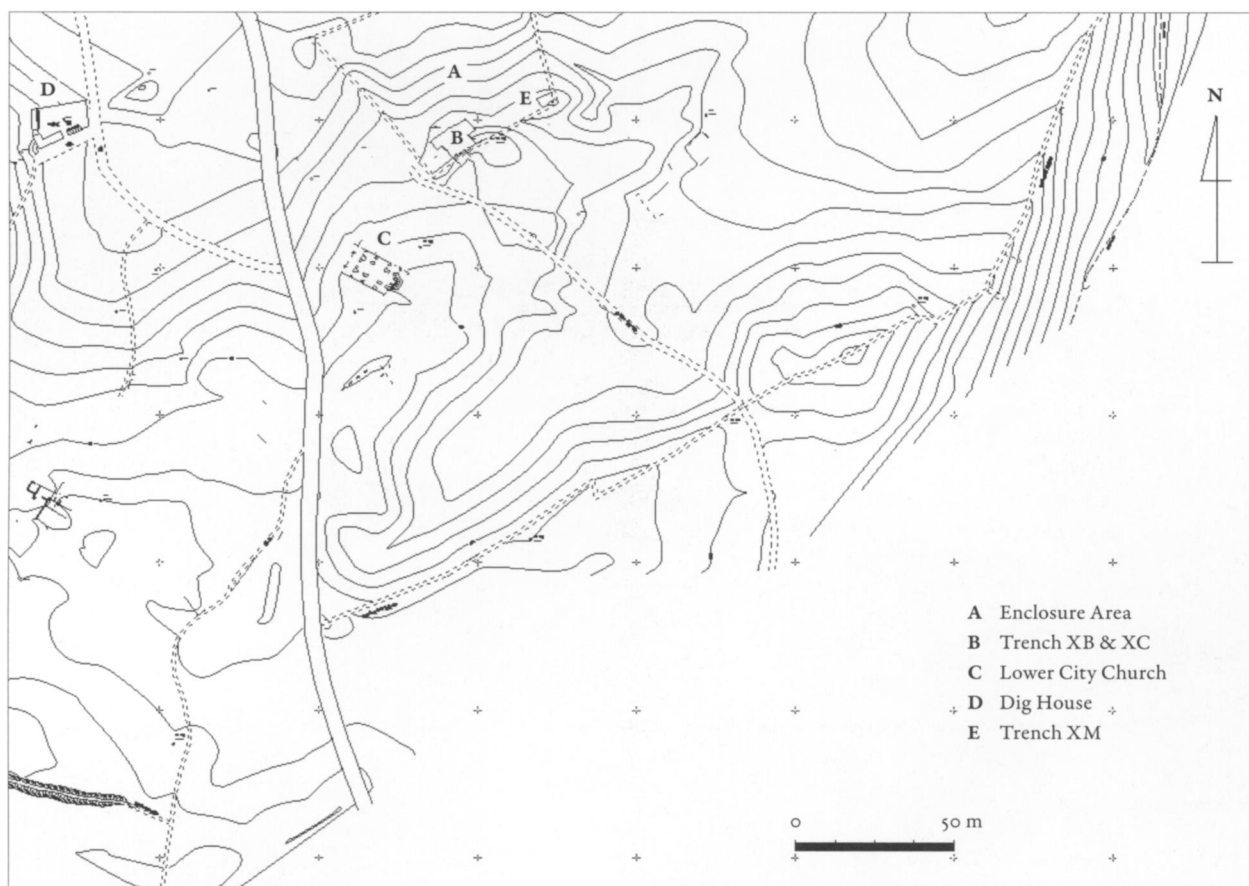 A
D
E
N
B
C
A Enclosure Area
B Trench XB & XC
C Lower City Church
D Dig House
E Trench XM
0 50 m